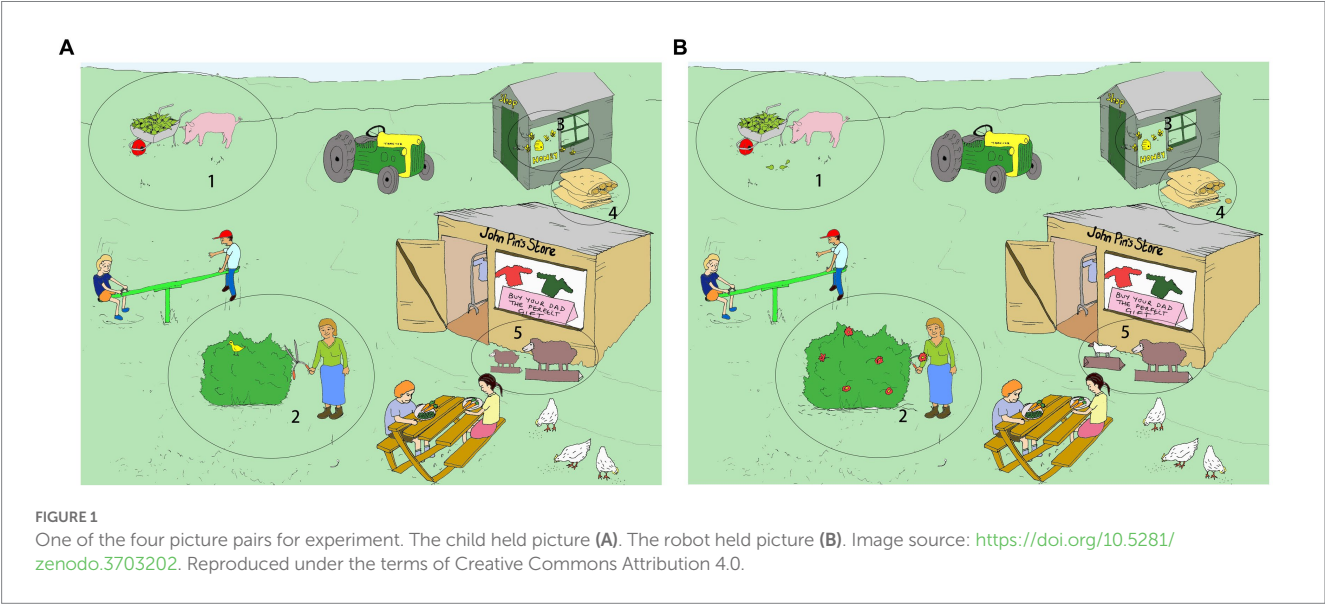 A
B
Shop
3
HONEY
1
4
John Pin's Store
BUY YOUR DAD
THE PERFECT
GIFT
5
2
Shop
3
HONEY
1
4
John Pin's Store
BUY YOUR DAD
THE PERFECT
GIFT
5
2
FIGURE 1
One of the four picture pairs for experiment. The child held picture (A). The robot held picture (B). Image source: https://doi.org/10.5281/
zenodo.3703202. Reproduced under the terms of Creative Commons Attribution 4.0.